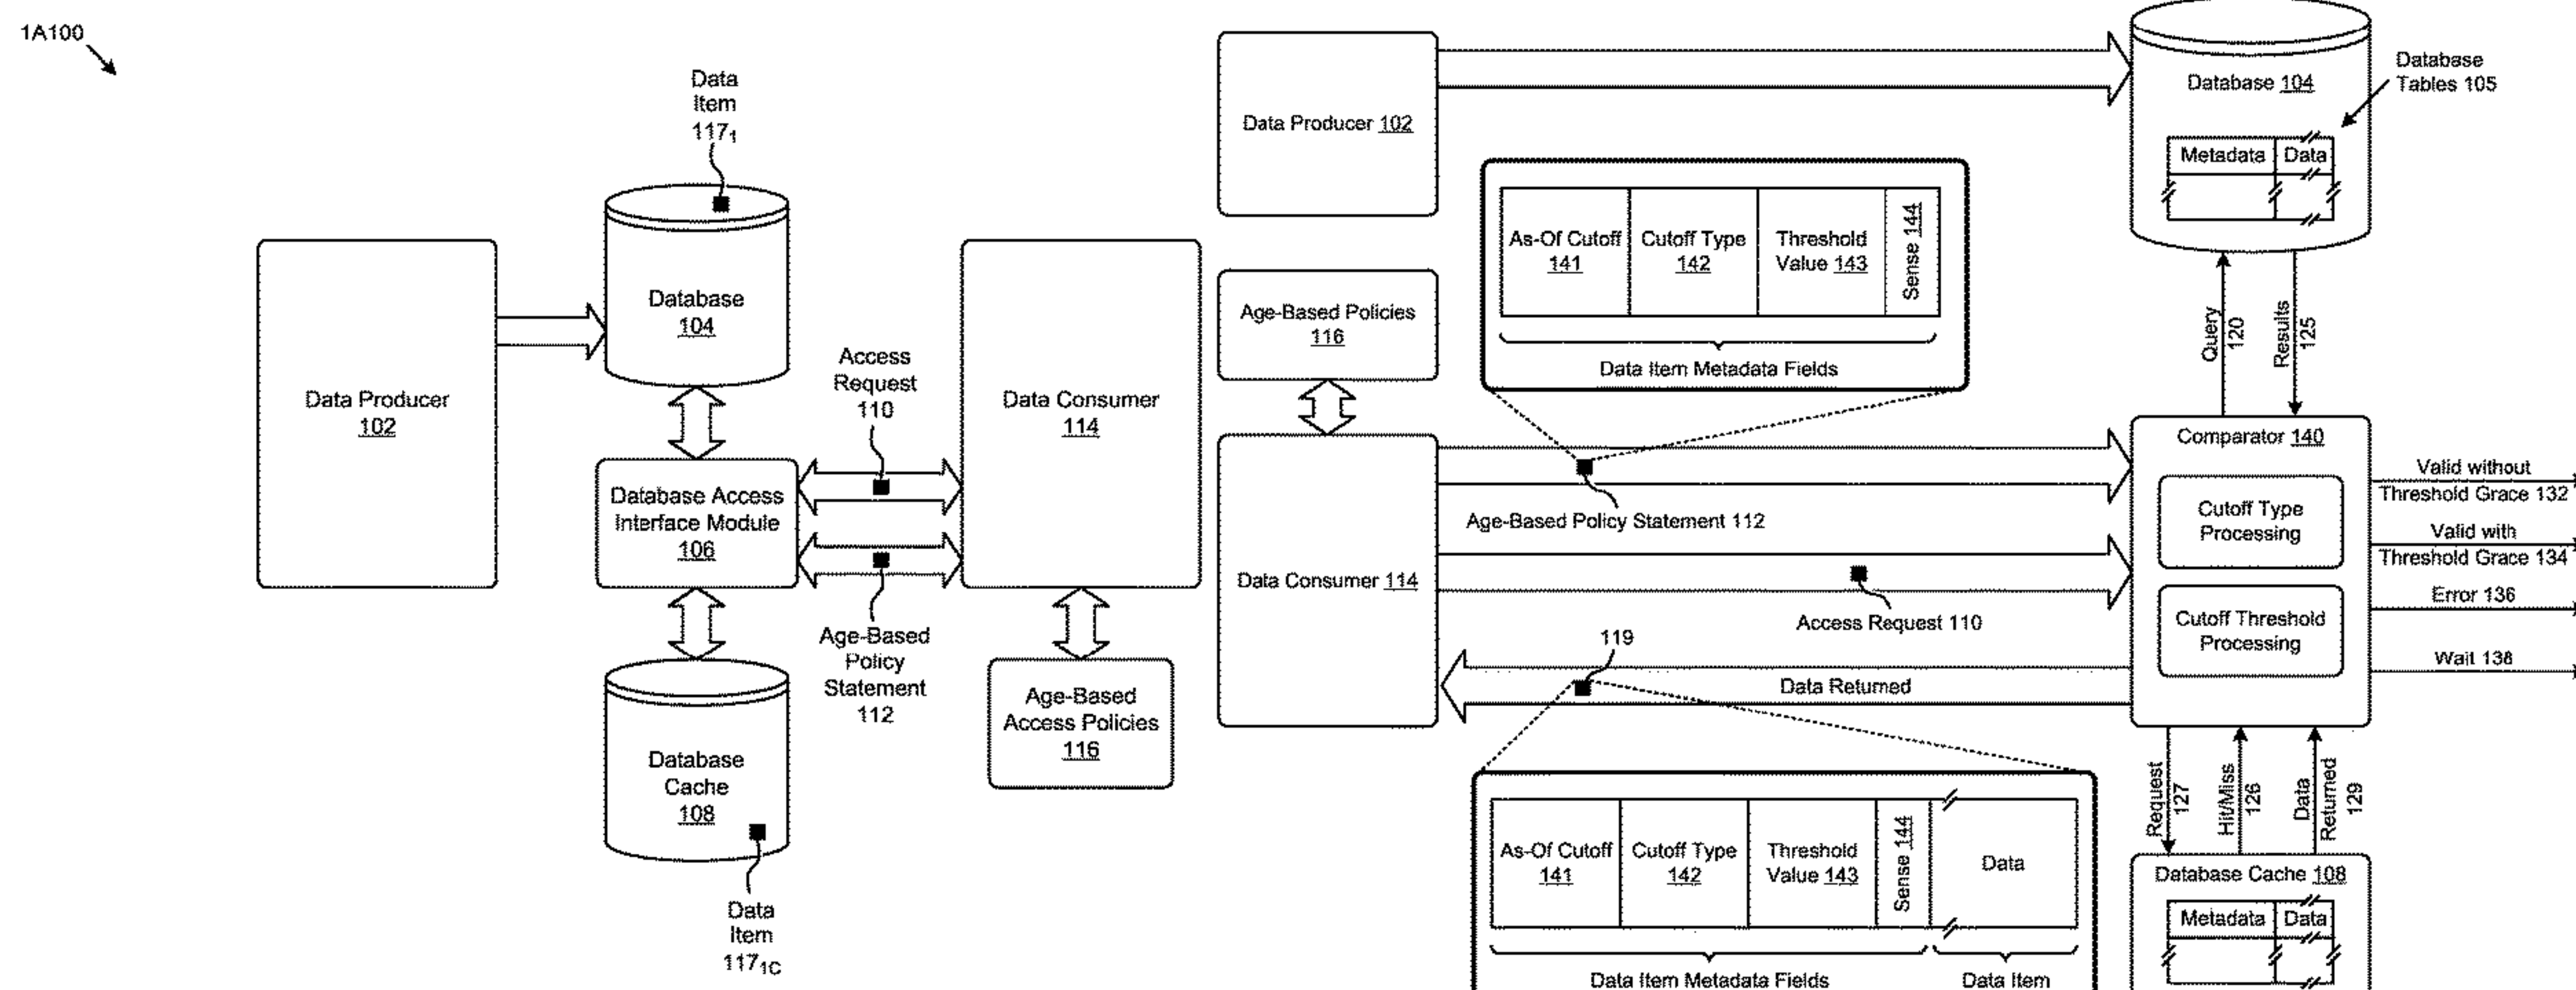 1A100
Data
Item
117₁
Data Producer
102
Database
104
Access
Request
110
Database Access
Interface Module
106
Data Consumer
114
Age-Based
Policy
Statement
112
Age-Based
Access Policies
116
Database
Cache
108
Data
Item
117₁C
Data Producer 102
Database 104
Database
Tables 105
Metadata Data
As-Of Cutoff
141
Cutoff Type
142
Threshold
Value 143
Sense 144
Data Item Metadata Fields
Age-Based Policies
116
Query
120
Results
125
Data Consumer 114
Age-Based Policy Statement 112
Access Request 110
119
Data Returned
Comparator 140
Cutoff Type
Processing
Cutoff Threshold
Processing
Valid without
Threshold Grace 132
Valid with
Threshold Grace 134
Error 136
Wait 138
Request
127
Hit/Miss
126
Data
Returned
129
As-Of Cutoff
141
Cutoff Type
142
Threshold
Value 143
Sense 144
Data
Data Item Metadata Fields
Data Item
Database Cache 108
Metadata Data